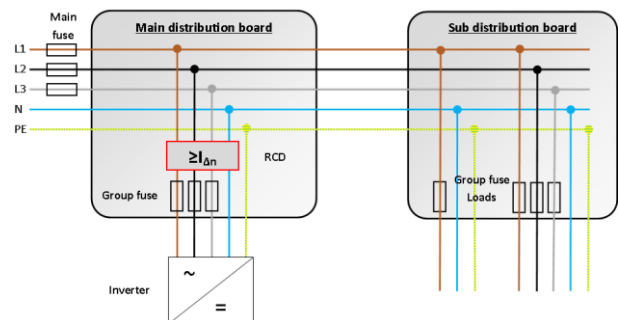 Main
fuse
Main distribution board
Sub distribution board
L1
L2
L3
N
PE
≥I∆n
RCD
Group fuse
Group fuse
Loads
Inverter
~
=